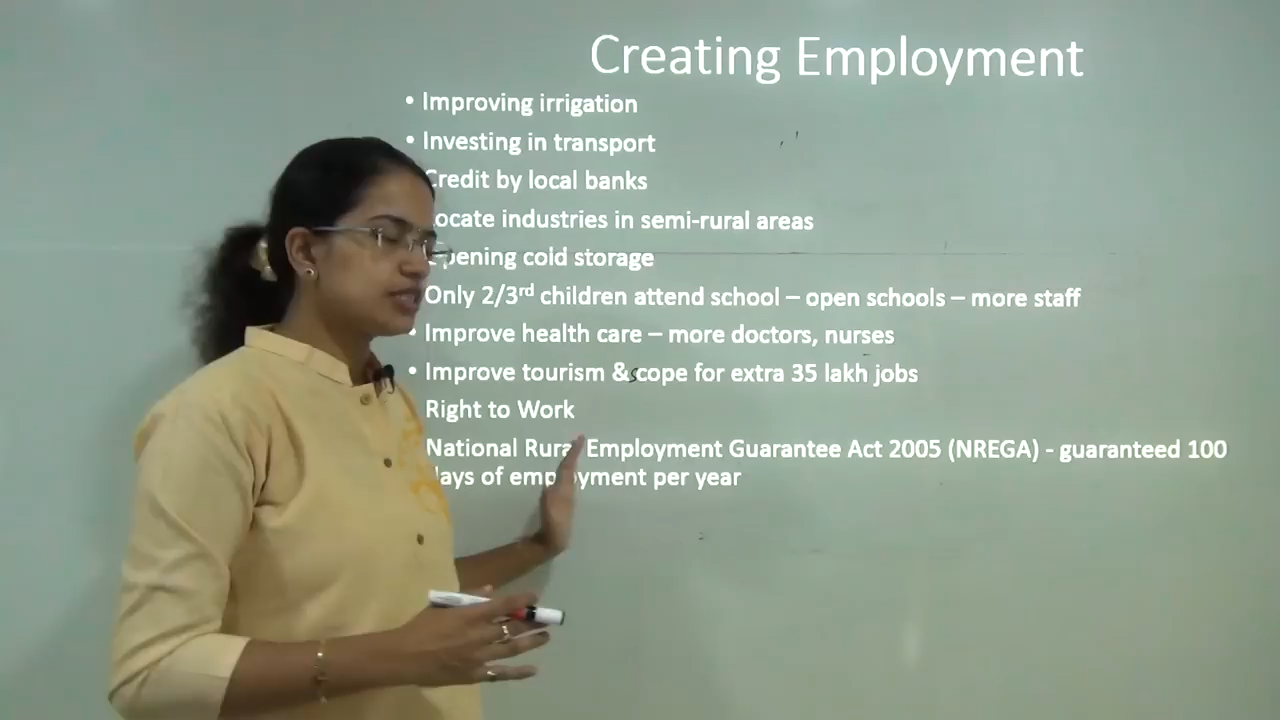 Creating Employment
• Improving irrigation
• Investing in transport
Credit by local banks
Locate industries in semi-rural areas
Opening cold storage
Only 2/3rd children attend school – open schools – more staff
• Improve health care – more doctors, nurses
• Improve tourism & scope for extra 35 lakh jobs
Right to Work
National Rural Employment Guarantee Act 2005 (NREGA) - guaranteed 100
days of employment per year